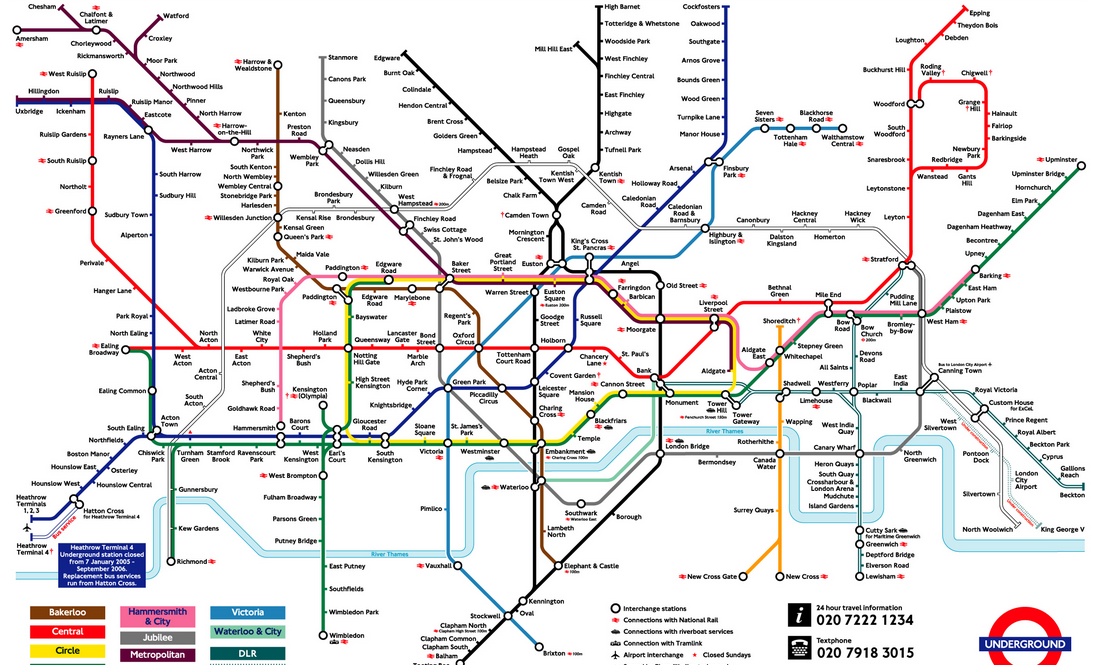 Chesham
Chalfont &
Latimer
Watford
Amersham
Chorleywood
Croxley
Rickmansworth
Moor Park
West Ruislip
Northwood
Northwood Hills
Hillingdon
Ruislip
Pinner
Uxbridge
Ickenham
Ruislip Manor
Eastcote
North Harrow
Harrow-
on-the-Hill
Rayners Lane
West Harrow
Northwick
Park
Preston
Road
Ruislip Gardens
South Ruislip
Northolt
Greenford
Perivale
Hanger Lane
South Harrow
Sudbury Hill
Sudbury Town
Alperton
Park Royal
North Ealing
Ealing
Broadway
Ealing Common
South Ealing
Northfields
Boston Manor
Osterley
Hounslow East
Hounslow Central
Hounslow West
Heathrow
Terminals
1, 2, 3
Hatton Cross
for Heathrow Terminal 4
Bus service
Heathrow
Terminal 4†
Heathrow Terminal 4
Underground station closed
from 7 January 2005 -
September 2006.
Replacement bus services
run from Hatton Cross.
Harrow &
Wealdstone
Kenton
South Kenton
North Wembley
Wembley Central
Stonebridge Park
Harlesden
Willesden Junction
Kensal Green
Queen's Park
Kilburn Park
Maida Vale
Warwick Avenue
Royal Oak
Westbourne Park
Ladbroke Grove
Latimer Road
Paddington
Paddington
Edgware
Road
Edgware
Road
Marylebone
Baker
Street
Great
Portland
Street
Stanmore
Canons Park
Queensbury
Kingsbury
Wembley
Park
Neasden
Dollis Hill
Willesden Green
Kilburn
West
Hampstead 200m
Finchley Road
Swiss Cottage
St. John's Wood
Brondesbury
Park
Kensal Rise
Brondesbury
Edgware
Burnt Oak
Colindale
Hendon Central
Brent Cross
Golders Green
Hampstead
Belsize Park
Chalk Farm
†Camden Town
Mornington
Crescent
Euston
Finchley Road
& Frognal
Hampstead
Heath
Gospel
Oak
Kentish
Town West
Kentish
Town
Camden
Road
Caledonian
Road &
Barnsbury
Canonbury
Highbury &
Islington
Dalston
Kingsland
Hackney
Central
Homerton
Hackney
Wick
High Barnet
Totteridge & Whetstone
Woodside Park
Mill Hill East
West Finchley
Finchley Central
East Finchley
Highgate
Archway
Tufnell Park
Cockfosters
Oakwood
Southgate
Arnos Grove
Bounds Green
Wood Green
Turnpike Lane
Manor House
Finsbury
Park
Arsenal
Holloway Road
Caledonian
Road
King's Cross
St. Pancras
Seven
Sisters
Tottenham
Hale
Blackhorse
Road
Walthamstow
Central
Epping
Theydon Bois
Debden
Loughton
Buckhurst Hill
Roding
Valley †
Chigwell †
Woodford
Grange
†Hill
Hainault
Fairlop
Barkingside
Newbury
Park
South
Woodford
Snaresbrook
Redbridge
Wanstead
Gants
Hill
Leytonstone
Leyton
Stratford
Upminster
Upminster Bridge
Hornchurch
Elm Park
Dagenham East
Dagenham Heathway
Becontree
Upney
Barking
East Ham
Upton Park
Plaistow
West Ham
Bromley-
by-Bow
Pudding
Mill Lane
Bow
Church
200m
Bow
Road
Mile End
Bethnal
Green
Stepney Green
Whitechapel
Shoreditch†
Aldgate
East
Aldgate
Liverpool
Street
Moorgate
Old Street
Angel
Farringdon
Barbican
Euston
Square
Euston 200m
Warren Street
Goodge
Street
Russell
Square
Regent's
Park
Oxford
Circus
Bond
Street
Marble
Arch
Lancaster
Gate
Queensway
Notting
Hill Gate
Bayswater
Holland
Park
Shepherd's
Bush
White
City
East
Acton
North
Acton
West
Acton
Acton
Central
South
Acton
Acton
Town
Shepherd's
Bush
Goldhawk Road
Hammersmith
Kensington
† (Olympia)
Barons
Court
Gloucester
Road
High Street
Kensington
Chiswick
Park
Turnham
Green
Stamford
Brook
Ravenscourt
Park
West
Kensington
Earl's
Court
South
Kensington
Knightsbridge
Hyde Park
Corner
Green Park
Piccadilly
Circus
Sloane
Square
Victoria
St. James's
Park
Westminster
Tottenham
Court Road
Holborn
Covent Garden†
Leicester
Square
Charing
Cross
Embankment
Charing Cross 100m
Temple
Blackfriars
Mansion
House
Cannon Street
Chancery
Lane
St. Paul's
Bank
Monument
Tower
Hill
Fenchurch Street 150m
Tower
Gateway
Shadwell
Limehouse
Westferry
Poplar
Blackwall
East
India
Devons
Road
All Saints
Bus to London City Airport
Canning Town
Royal Victoria
Custom House
for ExCeL
Prince Regent
Royal Albert
Beckton Park
Cyprus
Gallions
Reach
Beckton
West
Silvertown
Pontoon
Dock
London
City
Airport
Silvertown
North Woolwich
King George V
Wapping
Rotherhithe
Canada
Water
Surrey Quays
New Cross Gate
New Cross
Bermondsey
London Bridge
Southwark
Waterloo East
Waterloo
Borough
Lambeth
North
Elephant & Castle
100m
Kennington
Oval
Stockwell
Vauxhall
Pimlico
Brixton 100m
Clapham North
Clapham High Street 100m
Clapham Common
Clapham South
Balham
River Thames
River Thames
Canary Wharf
West India
Quay
Heron Quays
South Quay
Crossharbour &
London Arena
Mudchute
Island Gardens
Cutty Sark
for Maritime Greenwich
Greenwich
Deptford Bridge
Elverson Road
Lewisham
North
Greenwich
Gunnersbury
Kew Gardens
Richmond
West Brompton
Fulham Broadway
Parsons Green
Putney Bridge
East Putney
Southfields
Wimbledon Park
Wimbledon
Bakerloo
Central
Circle
Hammersmith
& City
Jubilee
Metropolitan
Victoria
Waterloo & City
DLR
Interchange stations
Connections with National Rail
Connections with riverboat services
Connection with Tramlink
Airport interchange
Closed Sundays
24 hour travel information
020 7222 1234
Textphone
020 7918 3015
UNDERGROUND